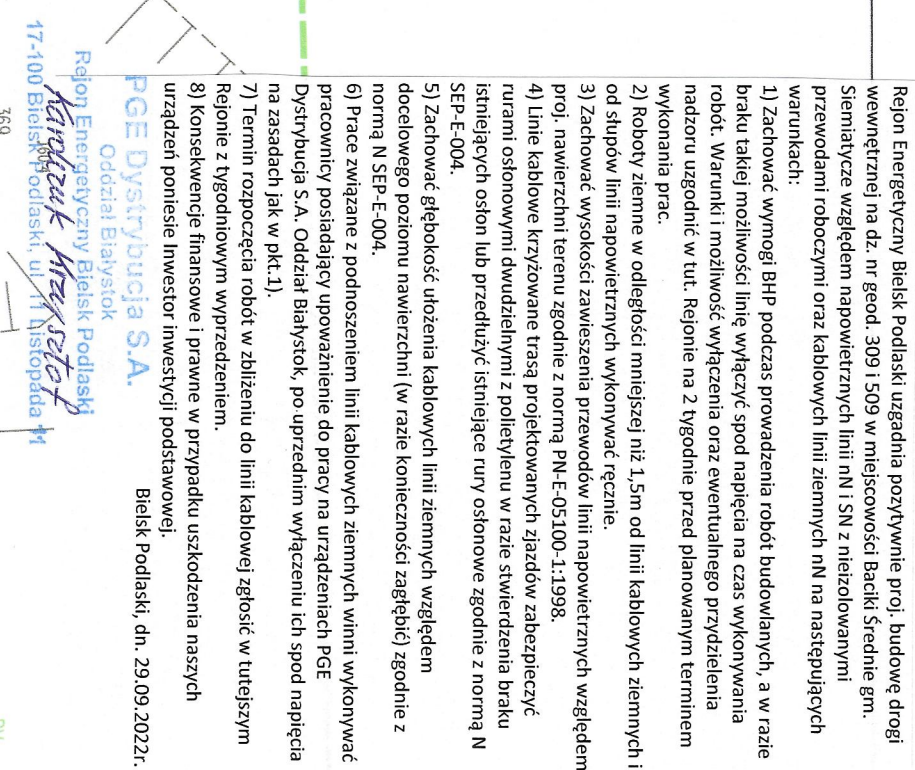 Rejon Energetyczny Bielsk Podlaski uzgadnia pozytywnie proj. budowę drogi
wewnętrznej na dz. nr geod. 309 i 509 w miejscowości Baciki Średnie gm.
Siemiatycze względem napowietrznych linii nN i SN z nieizolowanymi
przewodami roboczymi oraz kablowych linii ziemnych nN na następujących
warunkach:
1) Zachować wymogi BHP podczas prowadzenia robót budowlanych, a w razie
braku takiej możliwości linię wyłączyć spod napięcia na czas wykonywania
robót. Warunki i możliwość wyłączenia oraz ewentualnego przydzielenia
nadzoru uzgodnić w tut. Rejonie na 2 tygodnie przed planowanym terminem
wykonania prac.
2) Roboty ziemne w odległości mniejszej niż 1,5m od linii kablowych ziemnych i
od słupów linii napowietrznych wykonywać ręcznie.
3) Zachować wysokości zawieszenia przewodów linii napowietrznych względem
proj. nawierzchni terenu zgodnie z normą PN-E-05100-1:1998.
4) Linie kablowe krzyżowane trasą projektowanych zjazdów zabezpieczyć
rurami osłonowymi dwudzielnymi z polietylenu w razie stwierdzenia braku
istniejących osłon lub przedłużyć istniejące rury osłonowe zgodnie z normą N
SEP-E-004.
5) Zachować głębokość ułożenia kablowych linii ziemnych względem
docelowego poziomu nawierzchni (w razie konieczności zagłębić) zgodnie z
normą N SEP-E-004.
6) Prace związane z podnoszeniem linii kablowych ziemnych winni wykonywać
pracownicy posiadający upoważnienie do pracy na urządzeniach PGE
Dystrybucja S.A. Oddział Białystok, po uprzednim wyłączeniu ich spod napięcia
na zasadach jak w pkt.1).
7) Termin rozpoczęcia robót w zbliżeniu do linii kablowej zgłosić w tutejszym
Rejonie z tygodniowym wyprzedzeniem.
8) Konsekwencje finansowe i prawne w przypadku uszkodzenia naszych
urządzeń poniesie Inwestor inwestycji podstawowej.
Bielsk Podlaski, dn. 29.09.2022r.
PGE Dystrybucja S.A.
Oddział Białystok
Rejon Energetyczny Bielsk Podlaski
Karolczuk Krzysztof
17-100 Bielsk Podlaski, ul. 11 Listopada 11
369